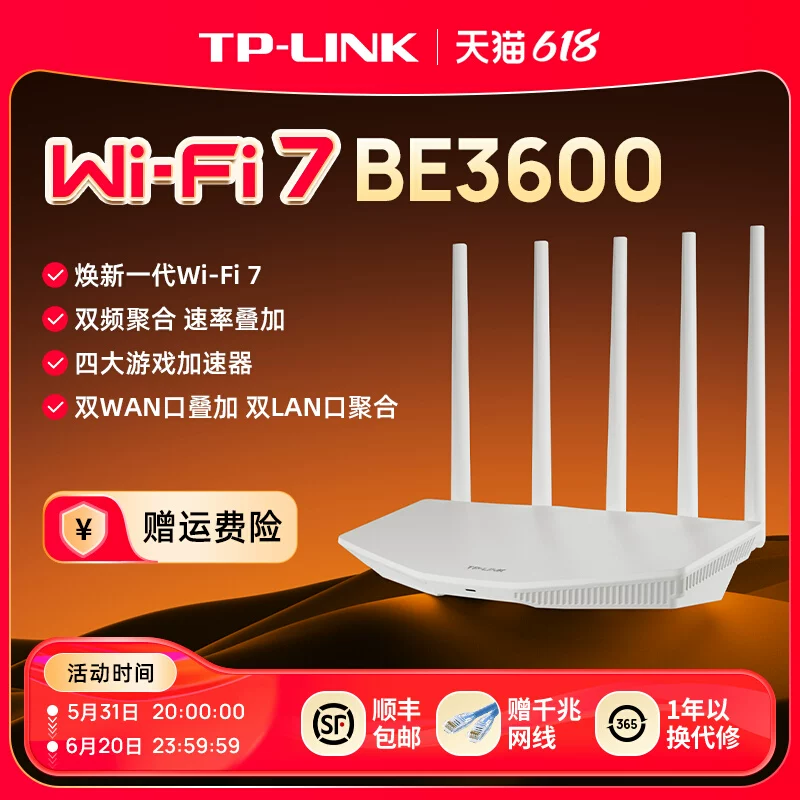 TP-LINK 天猫618
Wi-Fi 7 BE3600
焕新一代Wi-Fi 7
双频聚合 速率叠加
四大游戏加速器
双WAN口叠加 双LAN口聚合
¥ 赠运费险
TP-LINK
活动时间
5月31日 20:00:00
6月20日 23:59:59
SF
顺丰
包邮
赠千兆
网线
365
1年以
换代修